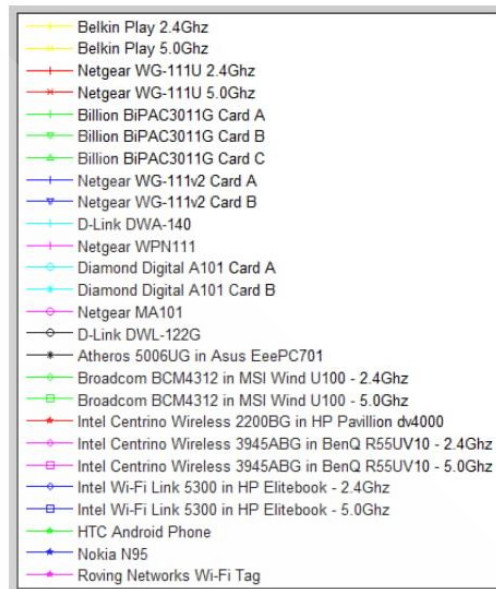 Belkin Play 2.4Ghz
Belkin Play 5.0Ghz
Netgear WG-111U 2.4Ghz
Netgear WG-111U 5.0Ghz
Billion BiPAC3011G Card A
Billion BiPAC3011G Card B
Billion BiPAC3011G Card C
Netgear WG-111v2 Card A
Netgear WG-111v2 Card B
D-Link DWA-140
Netgear WPN111
Diamond Digital A101 Card A
Diamond Digital A101 Card B
Netgear MA101
D-Link DWL-122G
Atheros 5006UG in Asus EeePC701
Broadcom BCM4312 in MSI Wind U100 - 2.4Ghz
Broadcom BCM4312 in MSI Wind U100 - 5.0Ghz
Intel Centrino Wireless 2200BG in HP Pavillion dv4000
Intel Centrino Wireless 3945ABG in BenQ R55UV10 - 2.4Ghz
Intel Centrino Wireless 3945ABG in BenQ R55UV10 - 5.0Ghz
Intel Wi-Fi Link 5300 in HP Elitebook - 2.4Ghz
Intel Wi-Fi Link 5300 in HP Elitebook - 5.0Ghz
HTC Android Phone
Nokia N95
Roving Networks Wi-Fi Tag